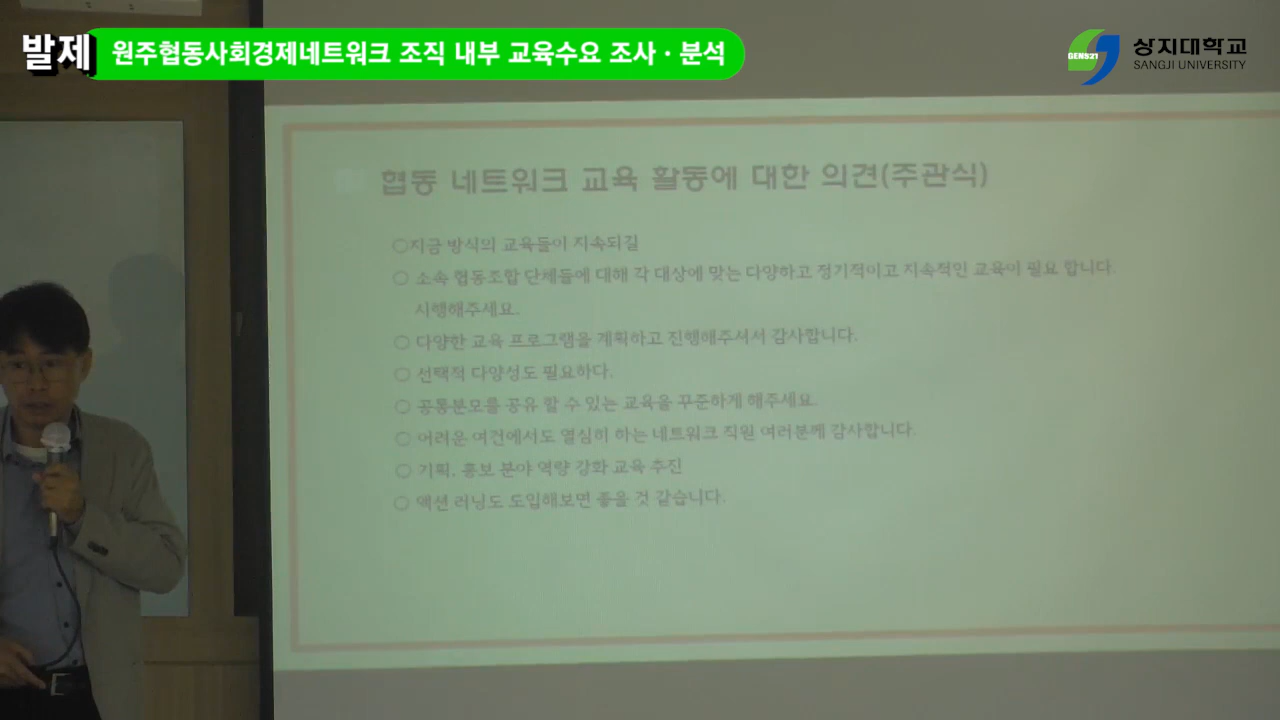 발제 원주협동사회경제네트워크 조직 내부 교육수요 조사·분석
GENS21
상지대학교
SANGJI UNIVERSITY
협동 네트워크 교육 활동에 대한 의견(주관식)
○지금 방식의 교육들이 지속되길
○ 소속 협동조합 단체들에 대해 각 대상에 맞는 다양하고 정기적이고 지속적인 교육이 필요 합니다.
시행해주세요.
○ 다양한 교육 프로그램을 계획하고 진행해주셔서 감사합니다.
○ 선택적 다양성도 필요하다.
○ 공통분모를 공유 할 수 있는 교육을 꾸준하게 해주세요.
○ 어려운 여건에서도 열심히 하는 네트워크 직원 여러분께 감사합니다.
○ 기획, 홍보 분야 역량 강화 교육 추진
○ 액션 러닝도 도입해보면 좋을 것 같습니다.